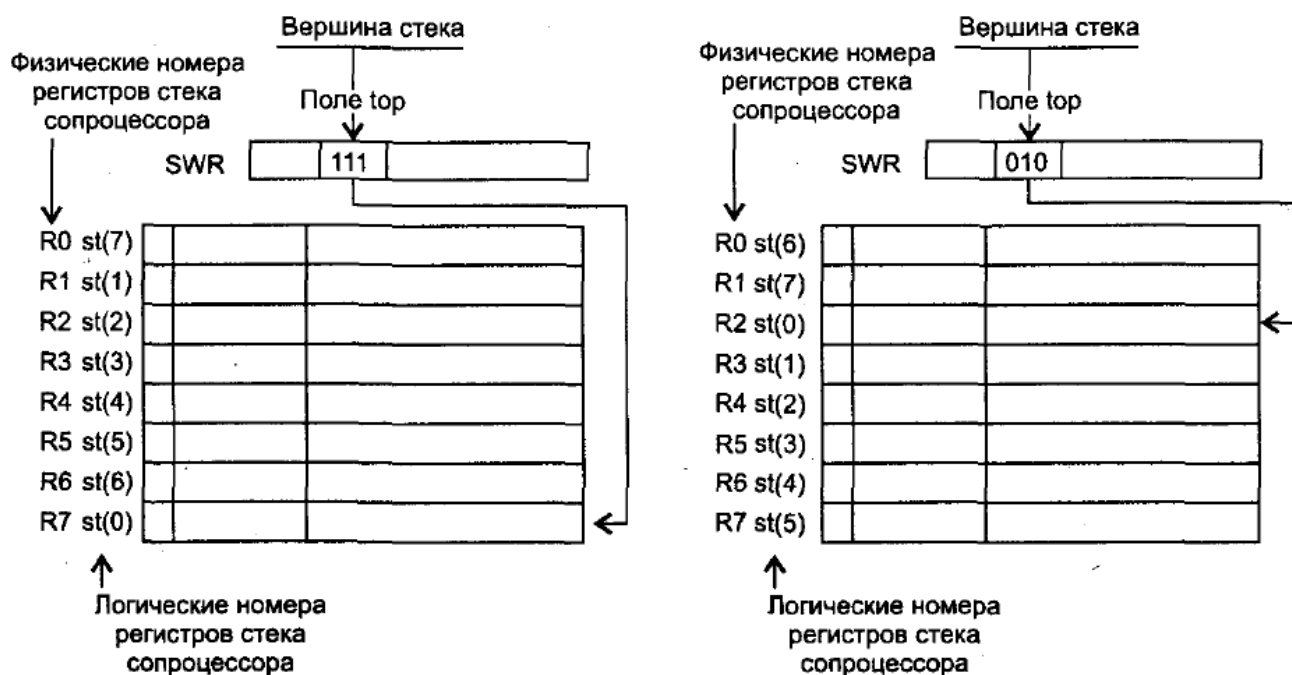 Вершина стека
Физические номера
регистров стека
сопроцессора
Поле top
SWR
111
R0 st(7)
R1 st(1)
R2 st(2)
R3 st(3)
R4 st(4)
R5 st(5)
R6 st(6)
R7 st(0)
Логические номера
регистров стека
сопроцессора
Вершина стека
Физические номера
регистров стека
сопроцессора
Поле top
SWR
010
R0 st(6)
R1 st(7)
R2 st(0)
R3 st(1)
R4 st(2)
R5 st(3)
R6 st(4)
R7 st(5)
Логические номера
регистров стека
сопроцессора